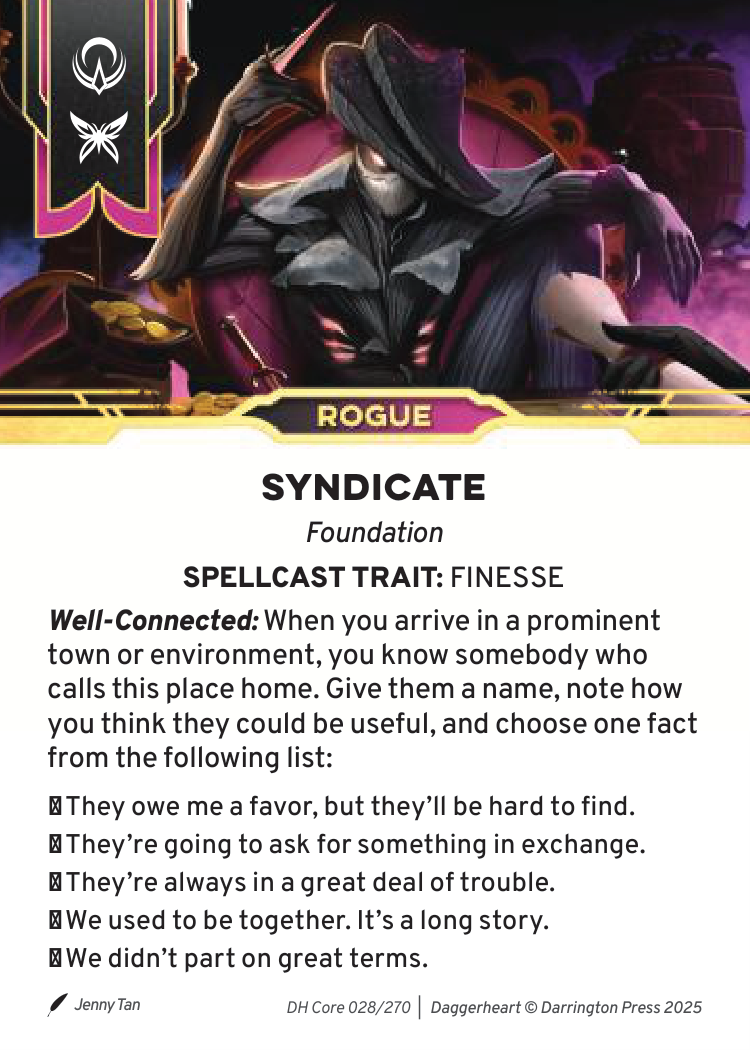 ROGUE
SYNDICATE
Foundation
SPELLCAST TRAIT: FINESSE
Well-Connected: When you arrive in a prominent
town or environment, you know somebody who
calls this place home. Give them a name, note how
you think they could be useful, and choose one fact
from the following list:
They owe me a favor, but they’ll be hard to find.
They’re going to ask for something in exchange.
They’re always in a great deal of trouble.
We used to be together. It’s a long story.
We didn’t part on great terms.
Jenny Tan
DH Core 028/270 | Daggerheart © Darrington Press 2025